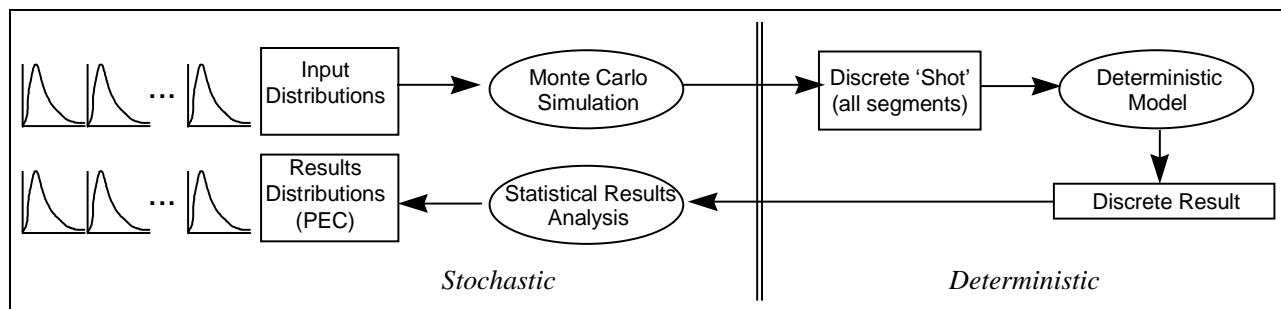 Input
Distributions
Monte Carlo
Simulation
Discrete 'Shot'
(all segments)
Deterministic
Model
...
Results
Distributions
(PEC)
Statistical Results
Analysis
Discrete Result
...
Stochastic
Deterministic